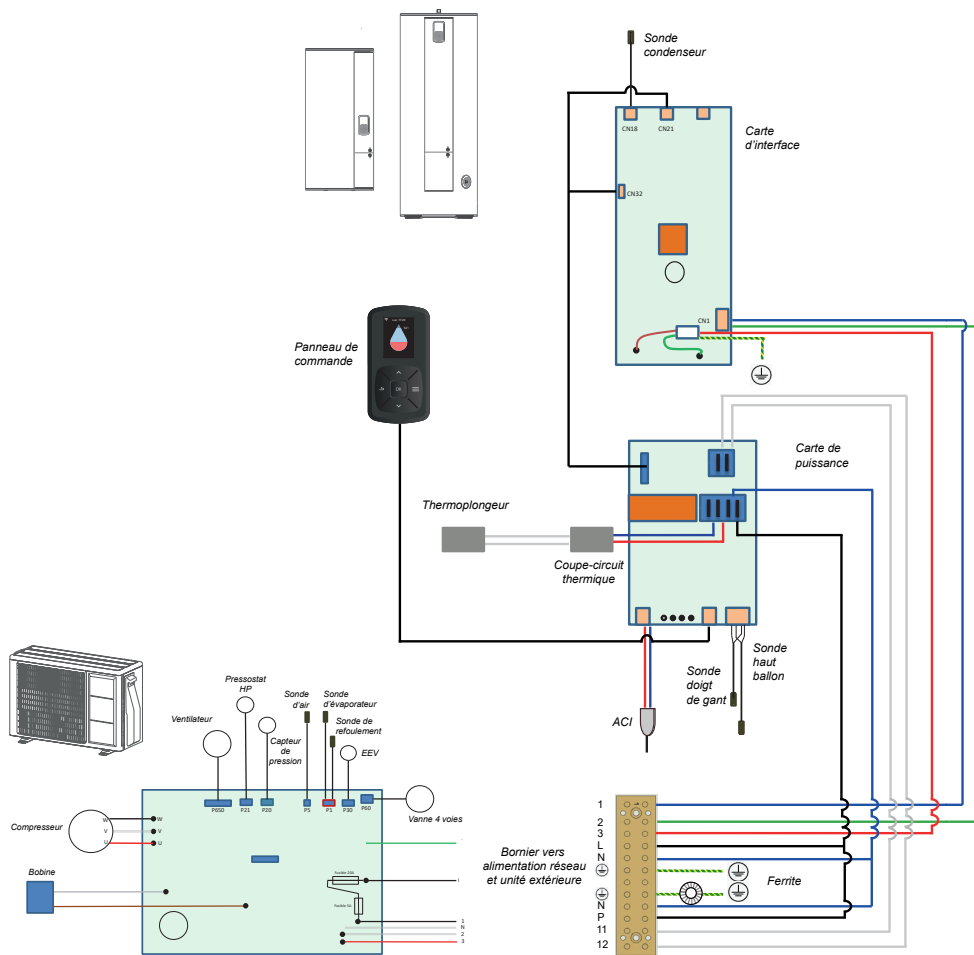 Sonde
condenseur
CN18
CN21
Carte
d'interface
CN32
CN1
Panneau de
commande
OK
Carte de
puissance
Thermoplongeur
Coupe-circuit
thermique
Sonde
haut
ballon
Sonde
doigt
de gant
ACI
Pressostat
HP
Sonde
d'air
Sonde
d'évaporateur
Sonde de
refoulement
Ventilateur
Capteur
de
pression
EEV
P650
P21
P20
P5
P1
P30
P60
Vanne 4 voies
Compresseur
W
W
V
V
U
U
Bobine
Fusible 5A
1
N
2
3
Bornier vers
alimentation réseau
et unité extérieure
1
2
3
L
N
N
P
11
12
Ferrite